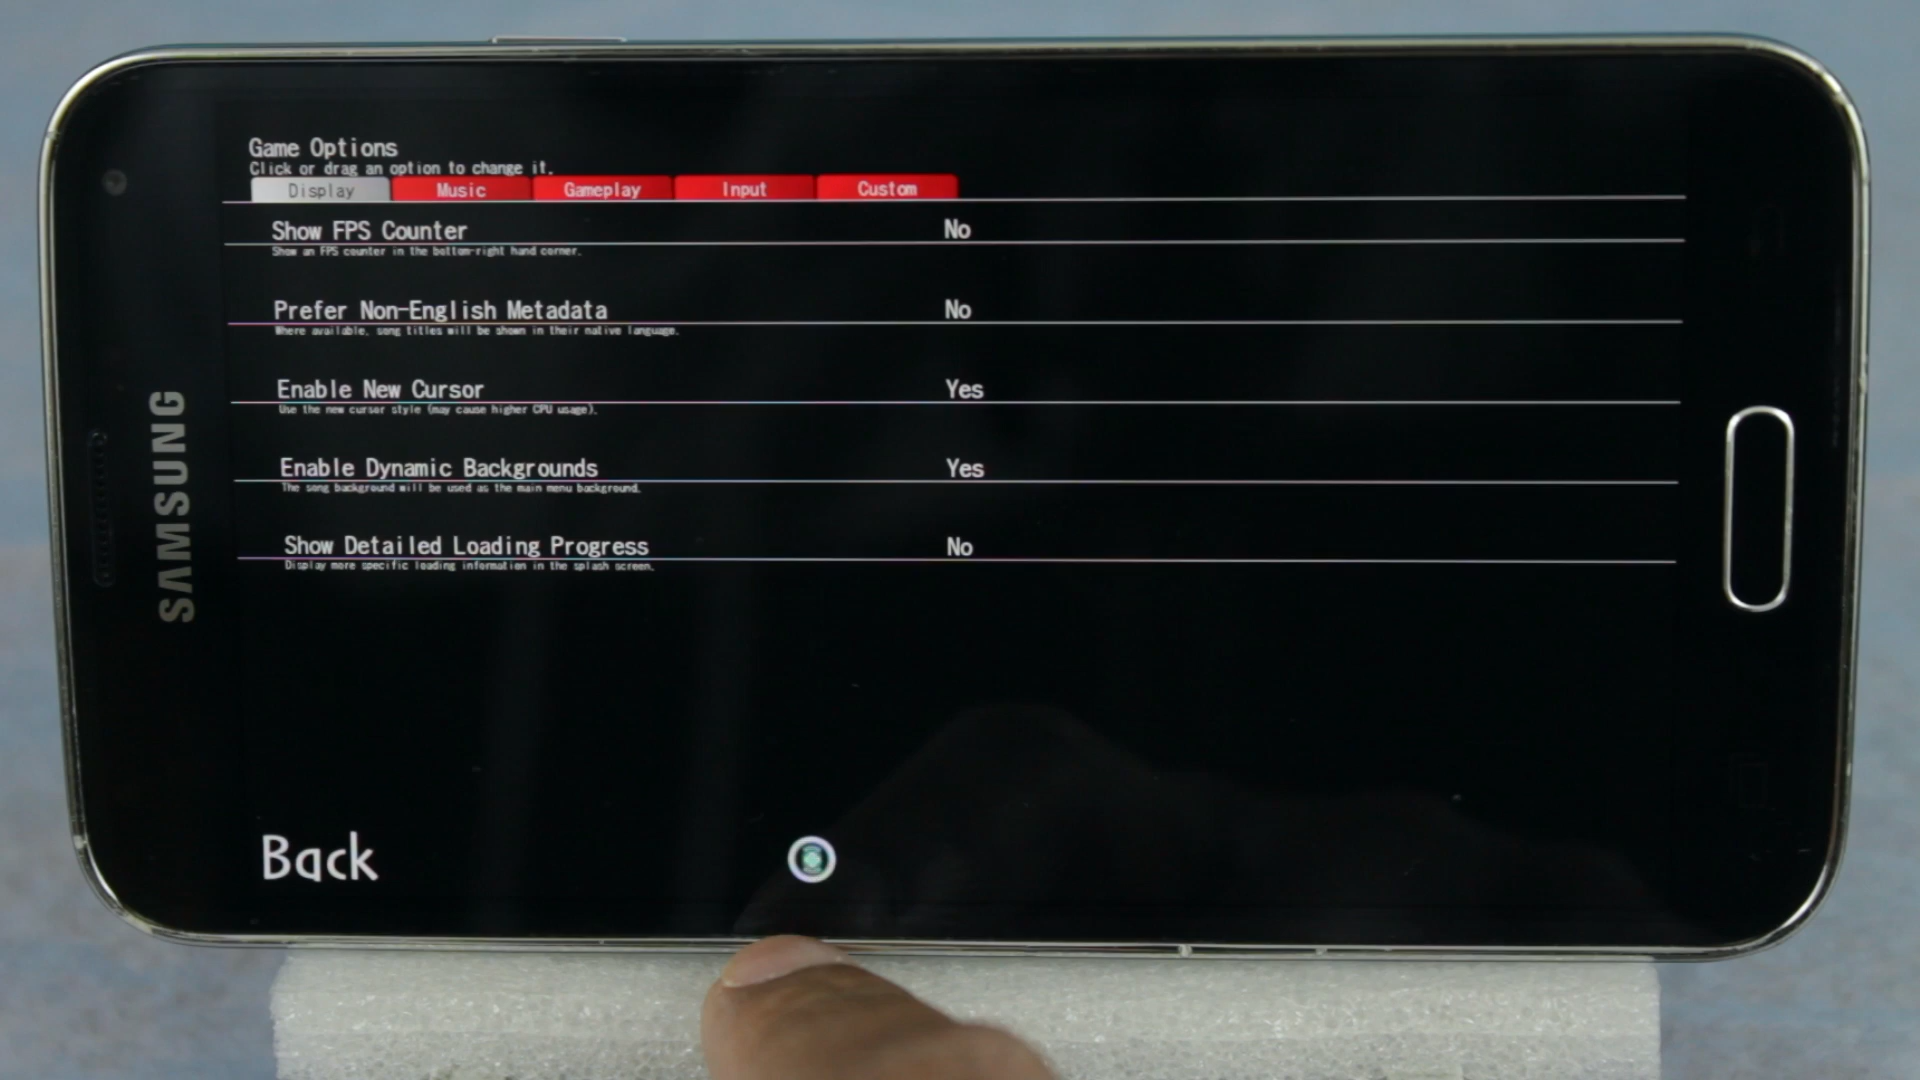 SAMSUNG
Game Options
Click or drag an option to change it.
Display Music Gameplay Input Custom
Show FPS Counter No
Show an FPS counter in the bottom-right hand corner.
Prefer Non-English Metadata No
Where available, song titles will be shown in their native language.
Enable New Cursor Yes
Use the new cursor style (may cause higher CPU usage).
Enable Dynamic Backgrounds Yes
The song background will be used as the main menu background.
Show Detailed Loading Progress No
Display more specific loading information in the splash screen.
Back